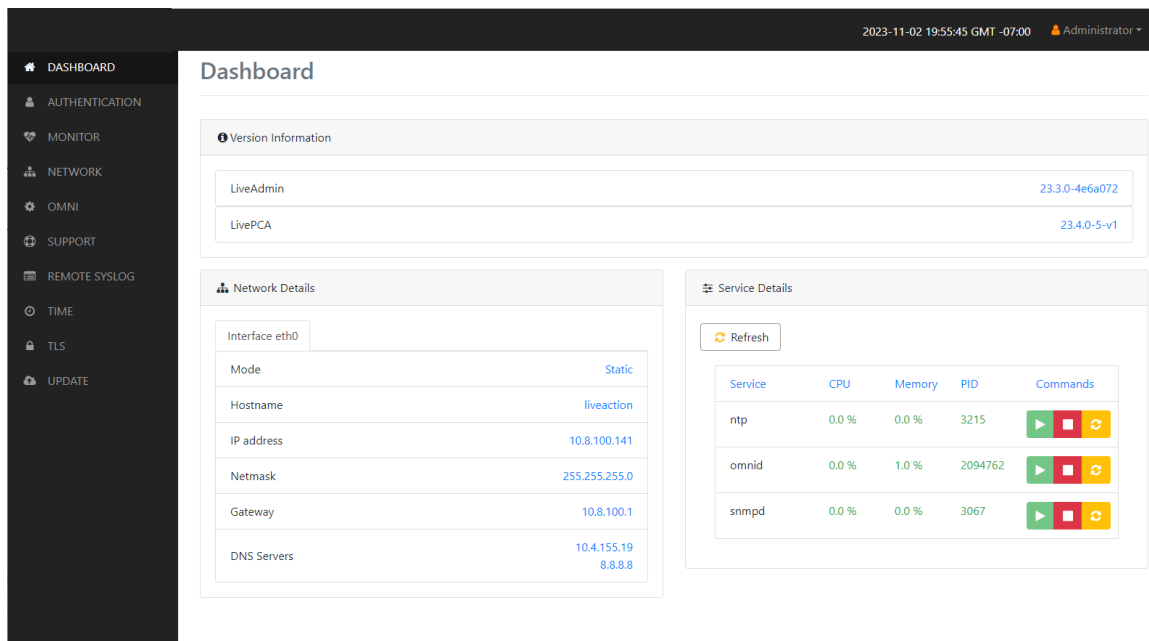 2023-11-02 19:55:45 GMT -07:00 Administrator
DASHBOARD
AUTHENTICATION
MONITOR
NETWORK
OMNI
SUPPORT
REMOTE SYSLOG
TIME
TLS
UPDATE
Dashboard
Version Information
LiveAdmin 23.3.0-4e6a072
LivePCA 23.4.0-5-v1
Network Details
Interface eth0
Mode Static
Hostname liveaction
IP address 10.8.100.141
Netmask 255.255.255.0
Gateway 10.8.100.1
DNS Servers 10.4.155.19
8.8.8.8
Service Details
Refresh
Service CPU Memory PID Commands
ntp 0.0 % 0.0 % 3215
omnid 0.0 % 1.0 % 2094762
snmpd 0.0 % 0.0 % 3067